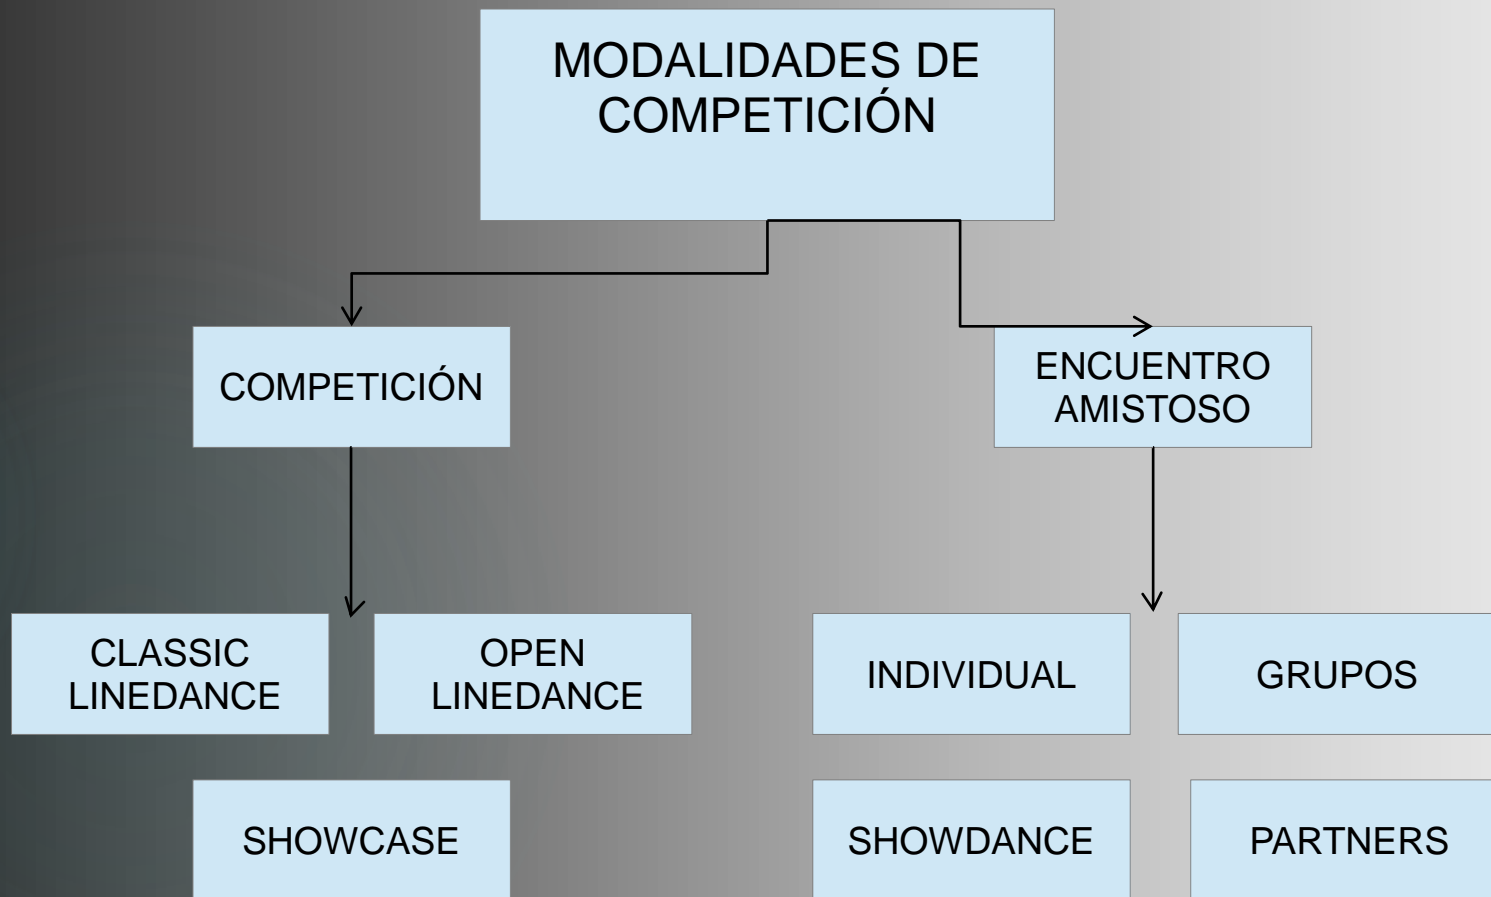 MODALIDADES DE
COMPETICIÓN
COMPETICIÓN
ENCUENTRO
AMISTOSO
CLASSIC
LINEDANCE
OPEN
LINEDANCE
INDIVIDUAL
GRUPOS
SHOWCASE
SHOWDANCE
PARTNERS